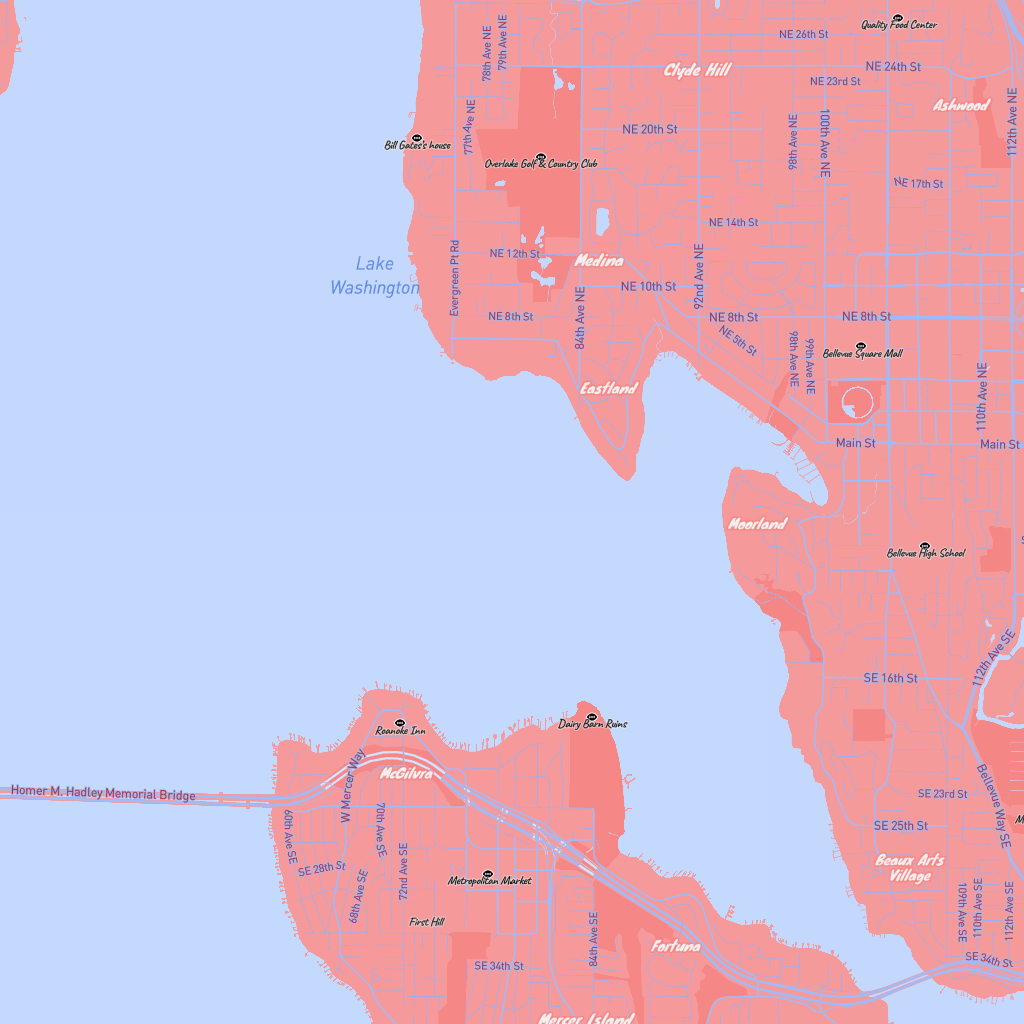 Quality Food Center
NE 26th St
78th Ave NE
79th Ave NE
Clyde Hill
NE 24th St
NE 23rd St
Ashwood
112th Ave NE
77th Ave NE
NE 20th St
98th Ave NE
100th Ave NE
Bill Gates's house
Overlake Golf & Country Club
NE 17th St
NE 14th St
NE 12th St
Evergreen Pt Rd
Medina
Lake
Washington
92nd Ave NE
NE 10th St
84th Ave NE
NE 8th St
NE 8th St
NE 8th St
NE 5th St
98th Ave NE
99th Ave NE
Bellevue Square Mall
110th Ave NE
Eastland
Main St
Main St
Moorland
Bellevue High School
112th Ave SE
SE 16th St
Roanoke Inn
Dairy Barn Ruins
W Mercer Way
McGilvra
Homer M. Hadley Memorial Bridge
60th Ave SE
70th Ave SE
SE 23rd St
Bellevue Way SE
SE 25th St
SE 28th St
72nd Ave SE
68th Ave SE
Metropolitan Market
Beaux Arts
Village
109th Ave SE
110th Ave SE
112th Ave SE
First Hill
84th Ave SE
Fortuna
SE 34th St
SE 34th St
Mercer Island